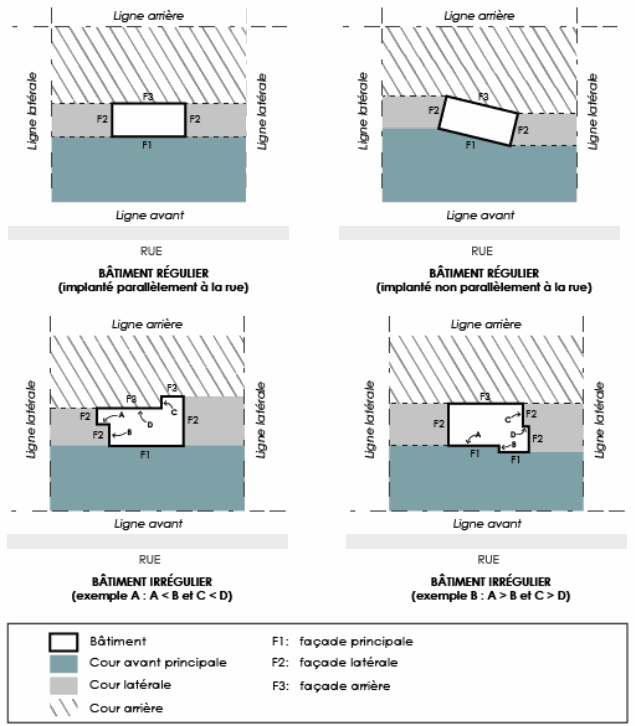 Ligne arrière
F3
F2
F2
F1
Ligne latérale
Ligne latérale
Ligne avant
RUE
BÂTIMENT RÉGULIER
(implanté parallèlement à la rue)
Ligne arrière
F3
F2
F2
F1
Ligne latérale
Ligne latérale
Ligne avant
RUE
BÂTIMENT RÉGULIER
(implanté non parallèlement à la rue)
Ligne arrière
F3
F3
F2
A
C
D
F2
F2
B
F1
Ligne latérale
Ligne latérale
Ligne avant
RUE
BÂTIMENT IRRÉGULIER
(exemple A : A < B et C < D)
Ligne arrière
F3
C
F2
F2
A
D
F2
B
F1
F1
Ligne latérale
Ligne latérale
Ligne avant
RUE
BÂTIMENT IRRÉGULIER
(exemple B : A > B et C > D)
Bâtiment
Cour avant principale
Cour latérale
Cour arrière
F1: façade principale
F2: façade latérale
F3: façade arrière